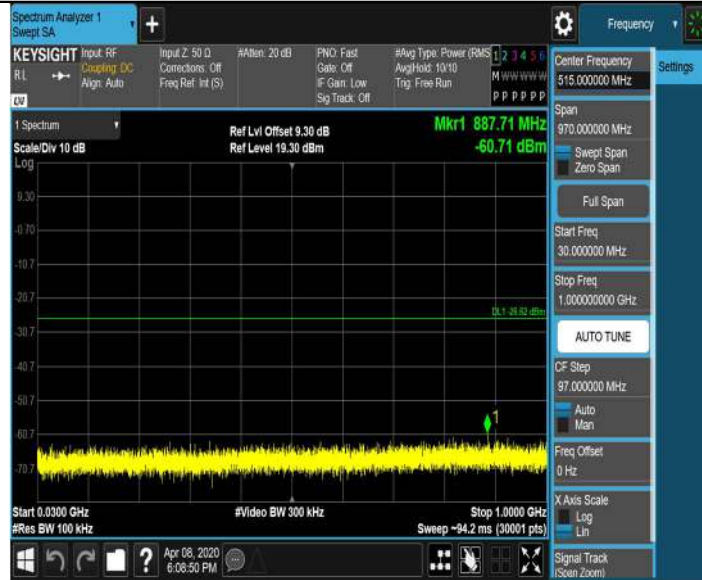 Spectrum Analyzer 1
Swept SA
+
Frequency
KEYSIGHT
RL
Input: RF
Coupling: DC
Align: Auto
Input Z: 50 Ω
Corrections: Off
Freq Ref: Int (S)
#Atten: 20 dB
PNO: Fast
Gate: Off
IF Gain: Low
Sig Track: Off
#Avg Type: Power (RMS
Avg|Hold: 10/10
Trig: Free Run
1 2 3 4 5 6
M W W W W W
P P P P P P
Center Frequency
515.000000 MHz
Settings
Span
970.000000 MHz
Swept Span
Zero Span
Full Span
Start Freq
30.000000 MHz
Stop Freq
1.000000000 GHz
AUTO TUNE
CF Step
97.000000 MHz
Auto
Man
Freq Offset
0 Hz
X Axis Scale
Log
Lin
Signal Track
(Span Zoom)
1 Spectrum
Scale/Div 10 dB
Ref Lvl Offset 9.30 dB
Ref Level 19.30 dBm
Mkr1 887.71 MHz
-60.71 dBm
Log
9.30
-0.70
-10.7
-20.7
DL1 -26.62 dBm
-30.7
-40.7
-50.7
1
-60.7
-70.7
Start 0.0300 GHz
#Res BW 100 kHz
#Video BW 300 kHz
Stop 1.0000 GHz
Sweep ~94.2 ms (30001 pts)
?
Apr 08, 2020
6:08:50 PM